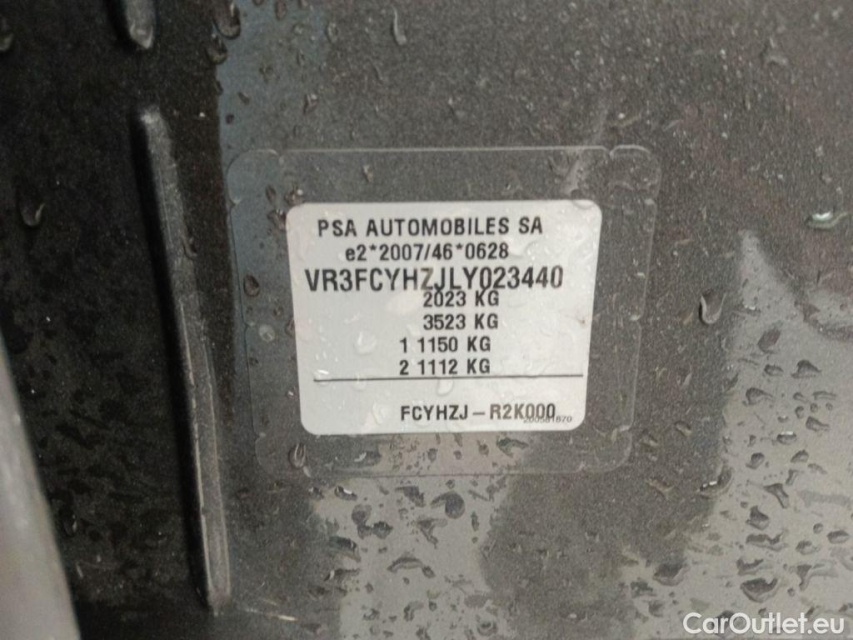 PSA AUTOMOBILES SA
e2*2007/46*0628
VR3FCYHZJLY023440
2023 KG
3523 KG
1 1150 KG
2 1112 KG
FCYHZJ – R2K000
CarOutlet.eu